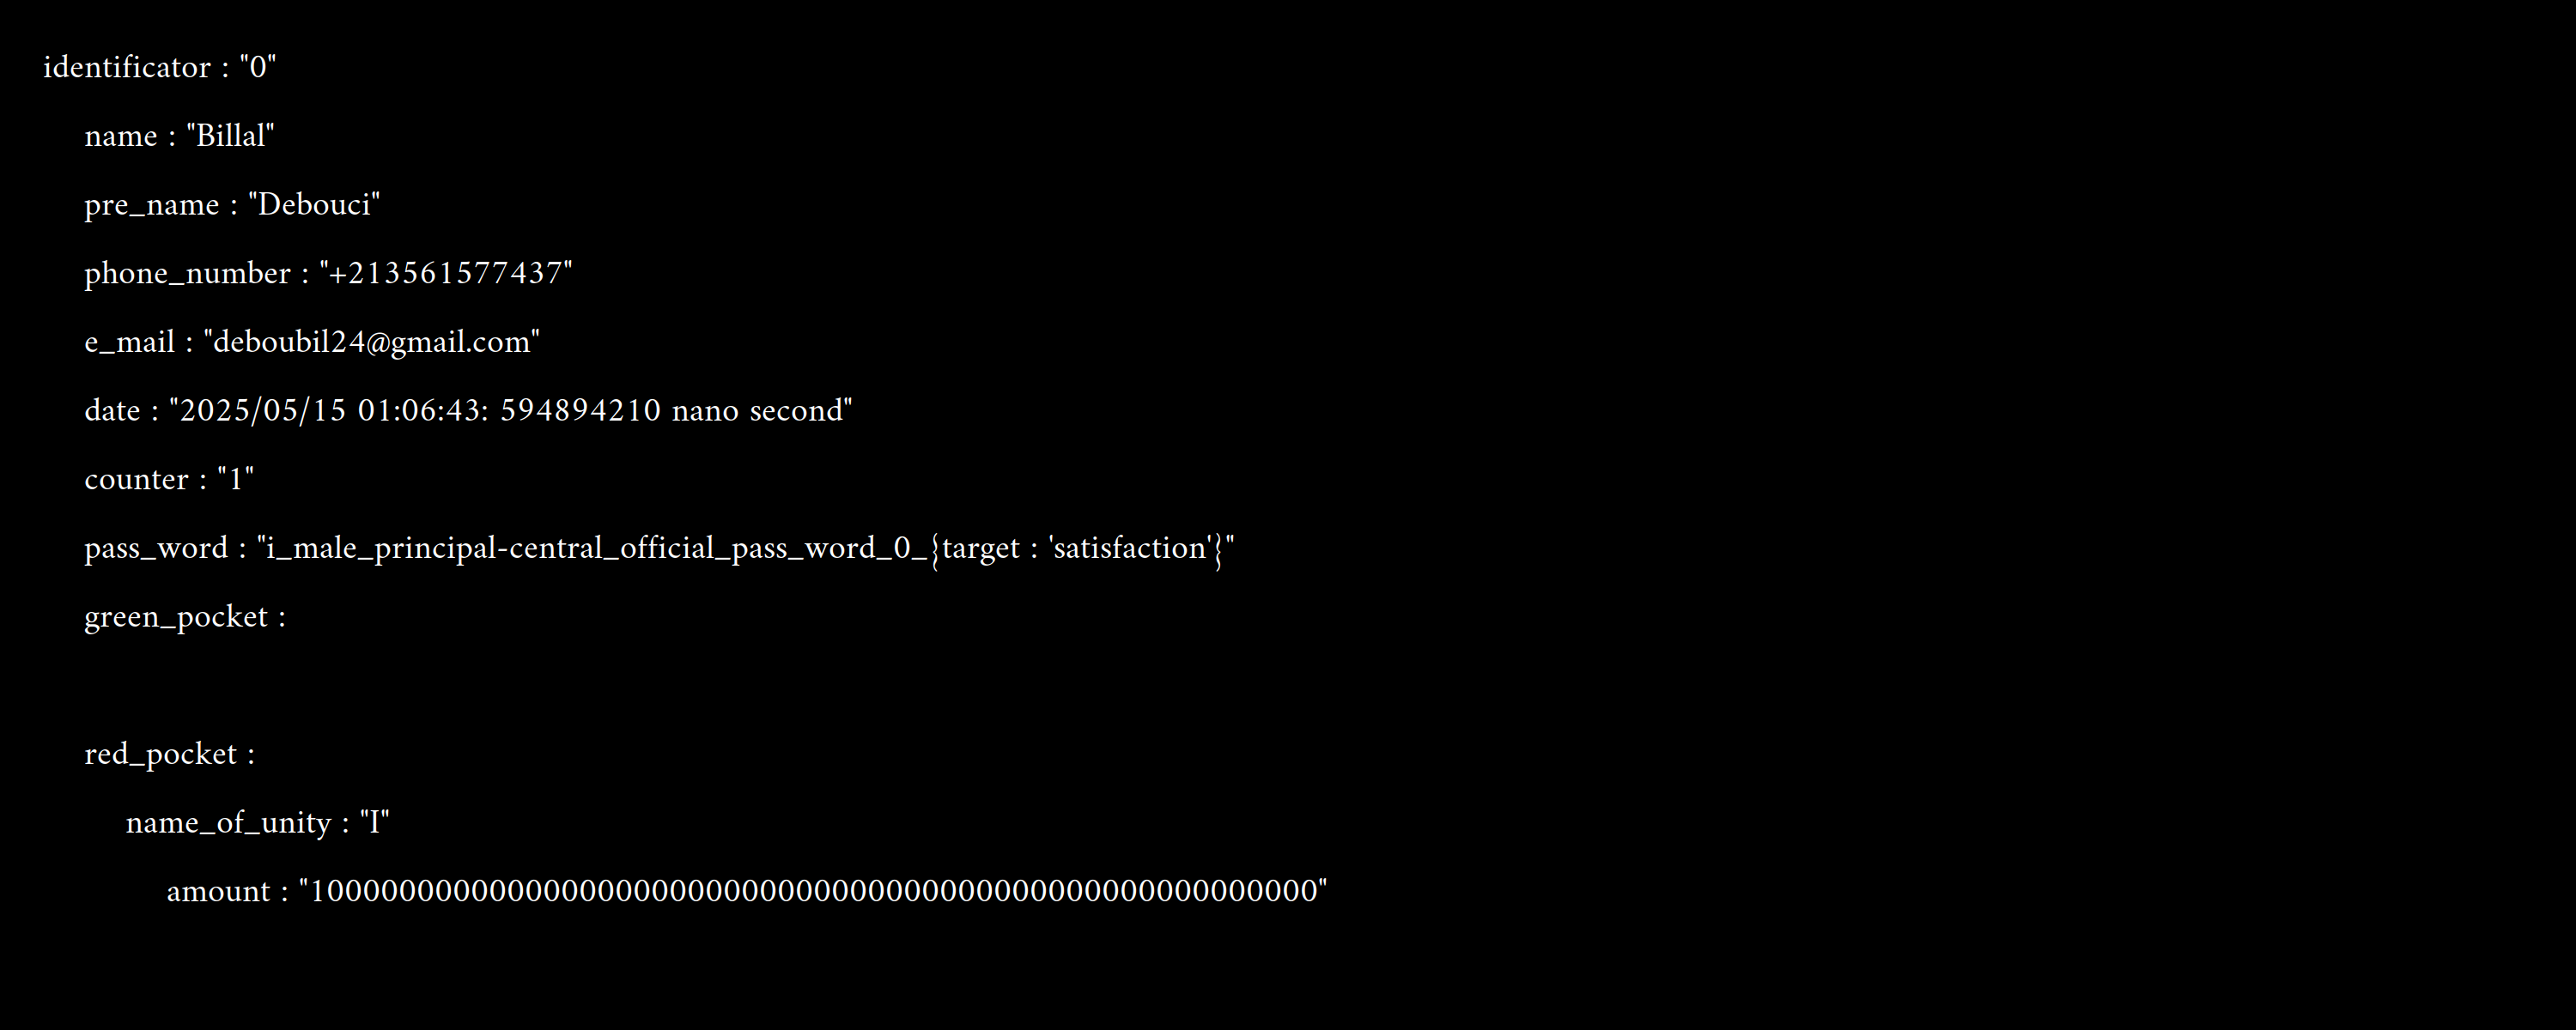 identificator : "0"
name : "Billal"
pre_name : "Debouci"
phone_number : "+213561577437"
e_mail : "deboubil24@gmail.com"
date : "2025/05/15 01:06:43: 594894210 nano second"
counter : "1"
pass_word : "i_male_principal-central_official_pass_word_0_{target : 'satisfaction'}"
green_pocket :
red_pocket :
name_of_unity : "I"
amount : "10000000000000000000000000000000000000000000000000000000"